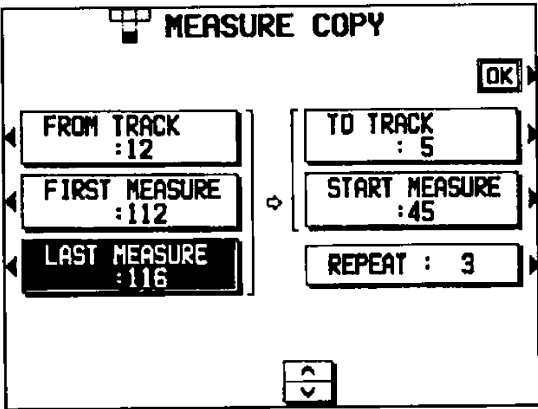 MEASURE COPY
OK
FROM TRACK
:12
TO TRACK
: 5
FIRST MEASURE
:112
START MEASURE
:45
LAST MEASURE
:116
REPEAT : 3